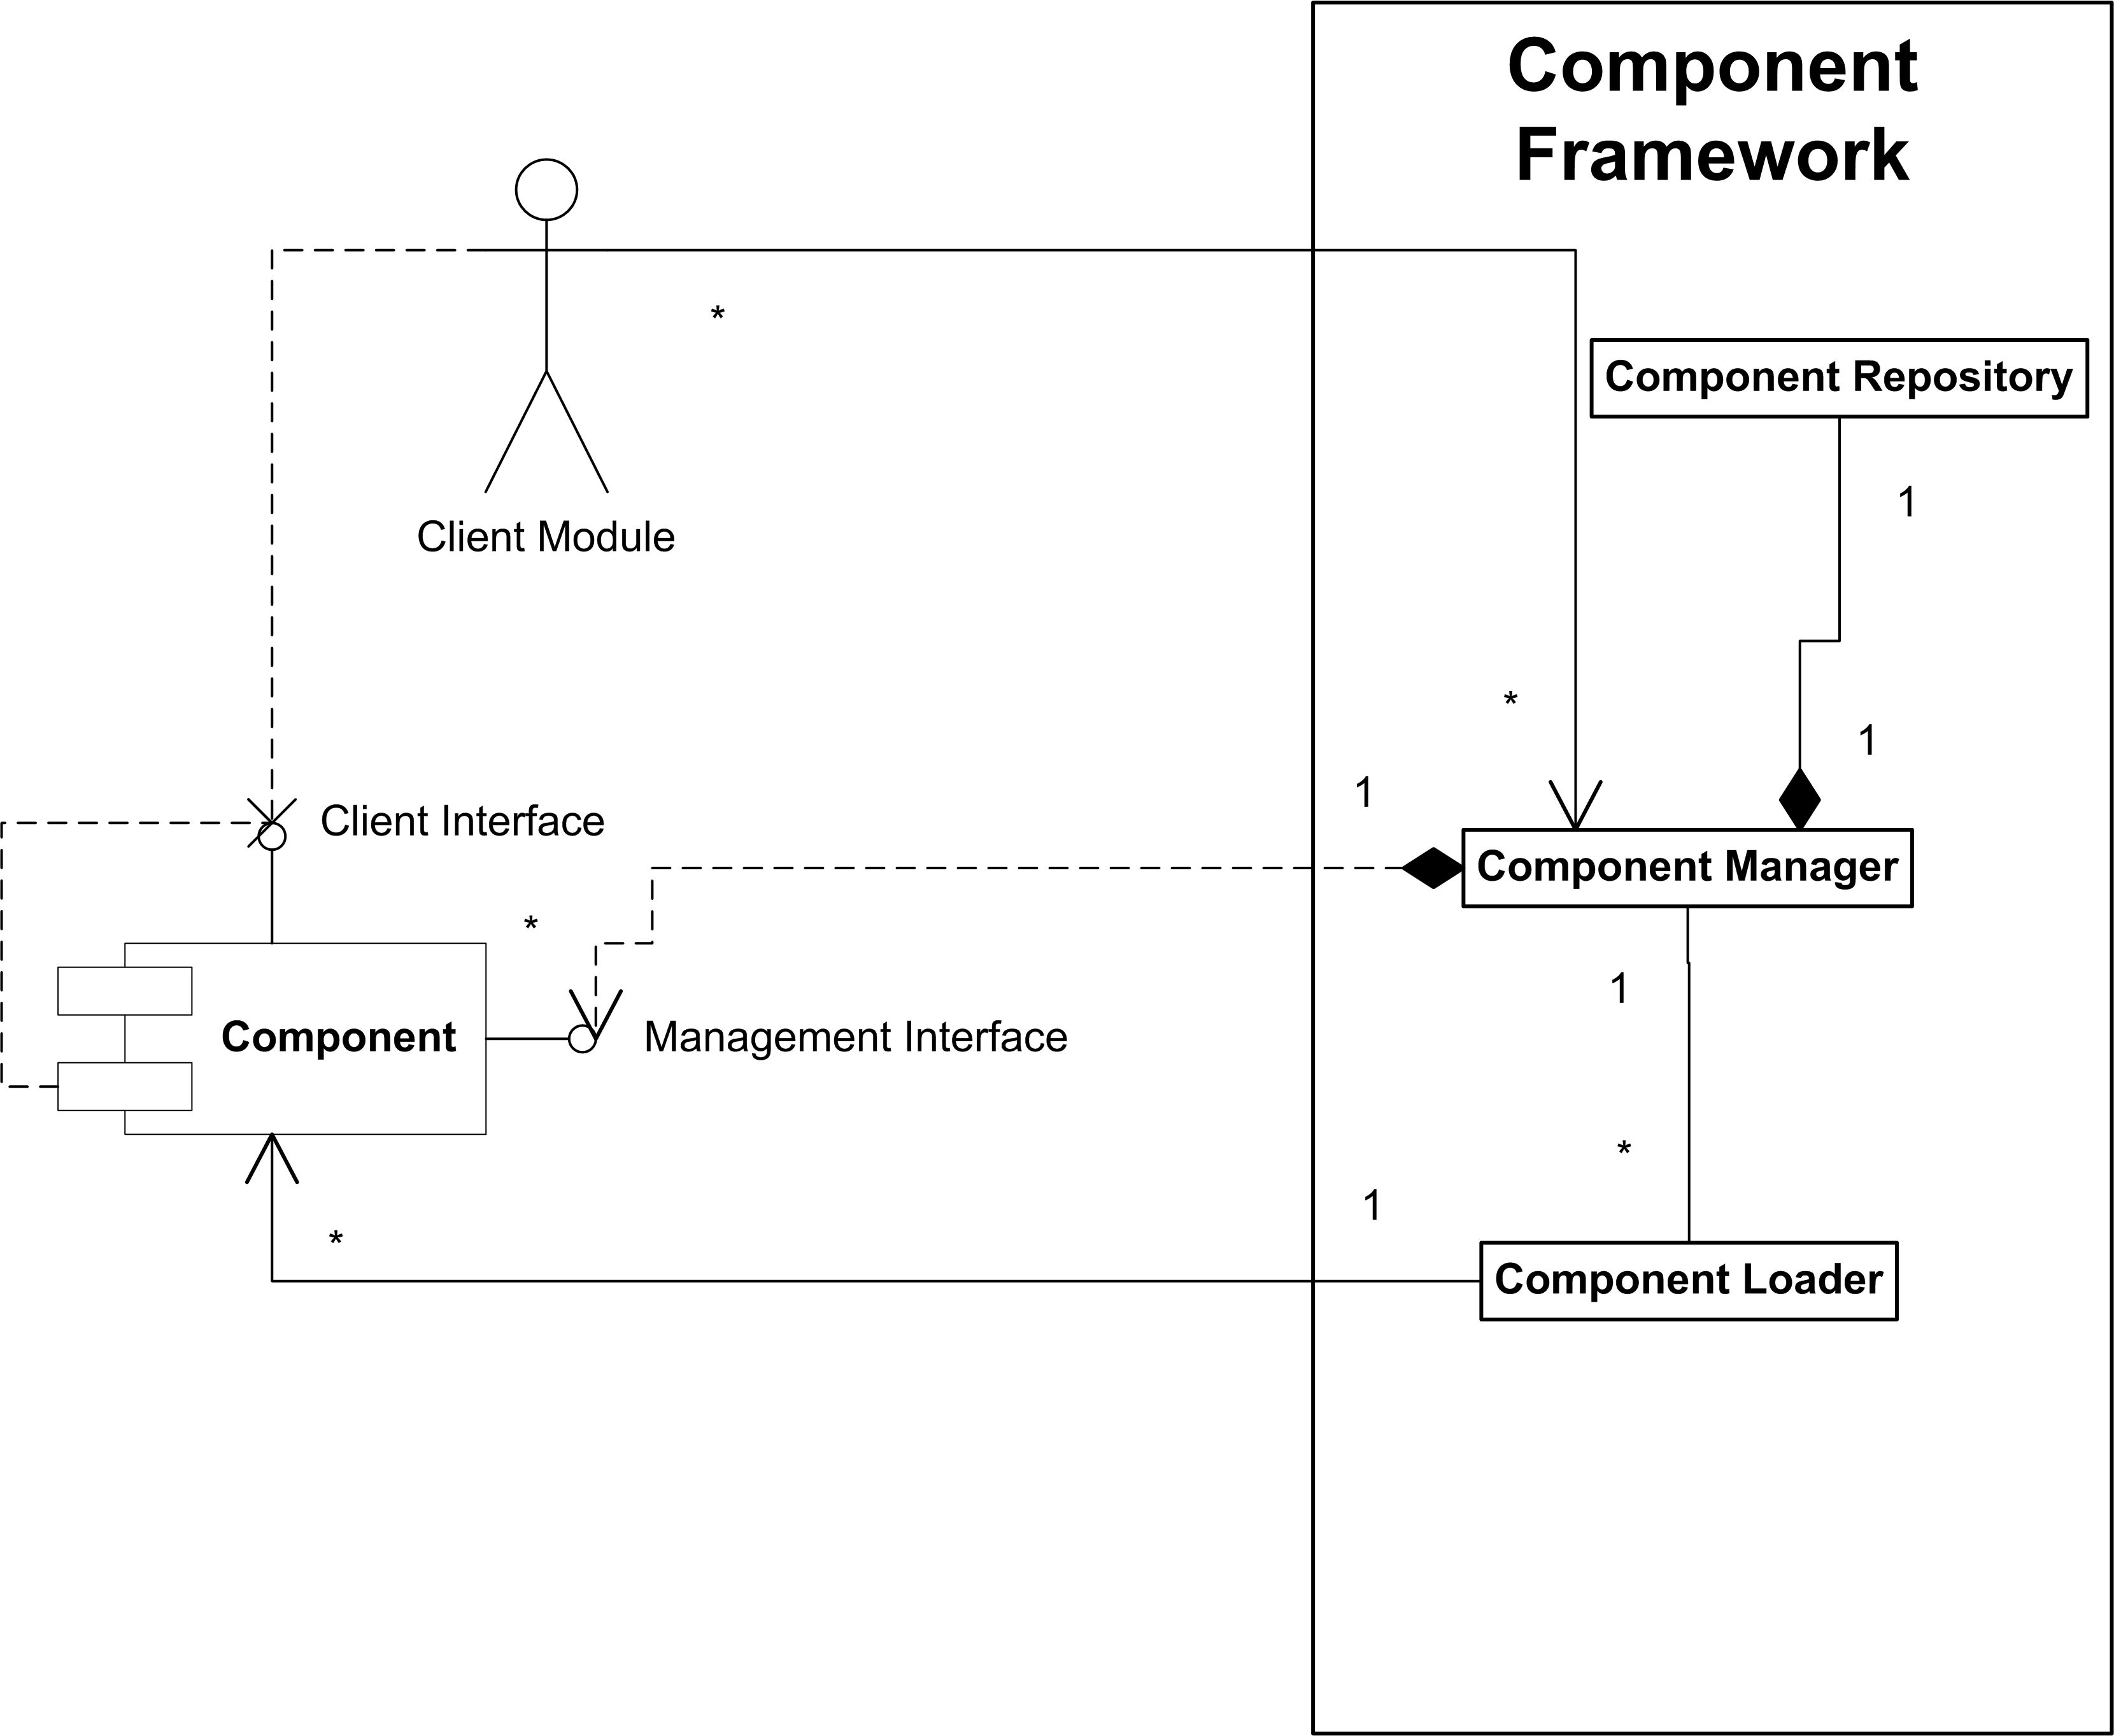 Component
Framework
*
Component Repository
1
Client Module
*
1
1
Client Interface
Component Manager
*
1
Component
Management Interface
*
1
*
Component Loader